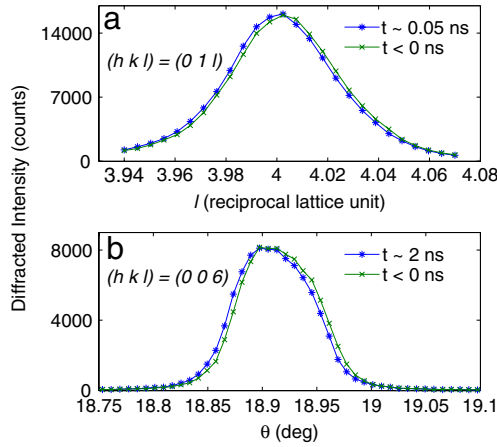 a
t ~ 0.05 ns
t < 0 ns
(h k l) = (0 1 l)
14000
7000
0
3.94 3.96 3.98 4 4.02 4.04 4.06 4.08
l (reciprocal lattice unit)
Diffracted Intensity (counts)
b
t ~ 2 ns
t < 0 ns
(h k l) = (0 0 6)
8000
4000
0
18.75 18.8 18.85 18.9 18.95 19 19.05 19.1
θ (deg)